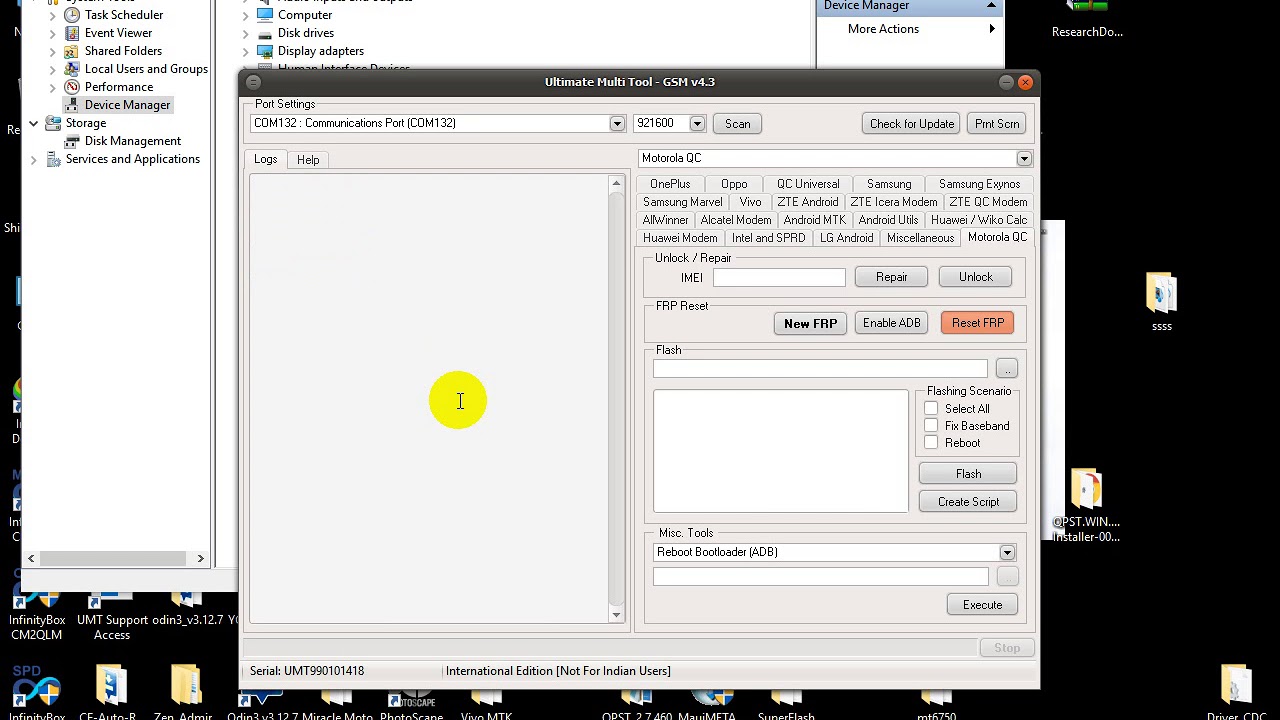 Task Scheduler
Event Viewer
Shared Folders
Local Users and Groups
Performance
Device Manager
Storage
Disk Management
Services and Applications
Computer
Disk drives
Display adapters
Device Manager
More Actions
ResearchDo...
Ultimate Multi Tool - GSM v4.3
Port Settings
COM132 : Communications Port (COM132)
921600
Scan
Check for Update
Prnt Scrn
Logs
Help
Motorola QC
OnePlus
Oppo
QC Universal
Samsung
Samsung Exynos
Samsung Marvel
Vivo
ZTE Android
ZTE Icera Modem
ZTE QC Modem
AllWinner
Alcatel Modem
Android MTK
Android Utils
Huawei / Wiko Calc
Huawei Modem
Intel and SPRD
LG Android
Miscellaneous
Motorola QC
Unlock / Repair
IMEI
Repair
Unlock
FRP Reset
New FRP
Enable ADB
Reset FRP
Flash
..
Flashing Scenario
Select All
Fix Baseband
Reboot
Flash
Create Script
Misc. Tools
Reboot Bootloader (ADB)
Execute
Stop
Serial: UMT990101418
International Edition [Not For Indian Users]
ssss
QPST.WIN....
Installer-00...
InfinityBox
CM2QLM
UMT Support
Access
odin3_v3.12.7
SPD
InfinityBox
CF-Auto-R
Zen_Admir
Odin3 v3.12.7
Miracle Moto
PHOTOSCAPE
PhotoScape
Vivo MTK
QPST_2.7.460
MauiMETA
SuperFlash
mt6750
Driver_CDC